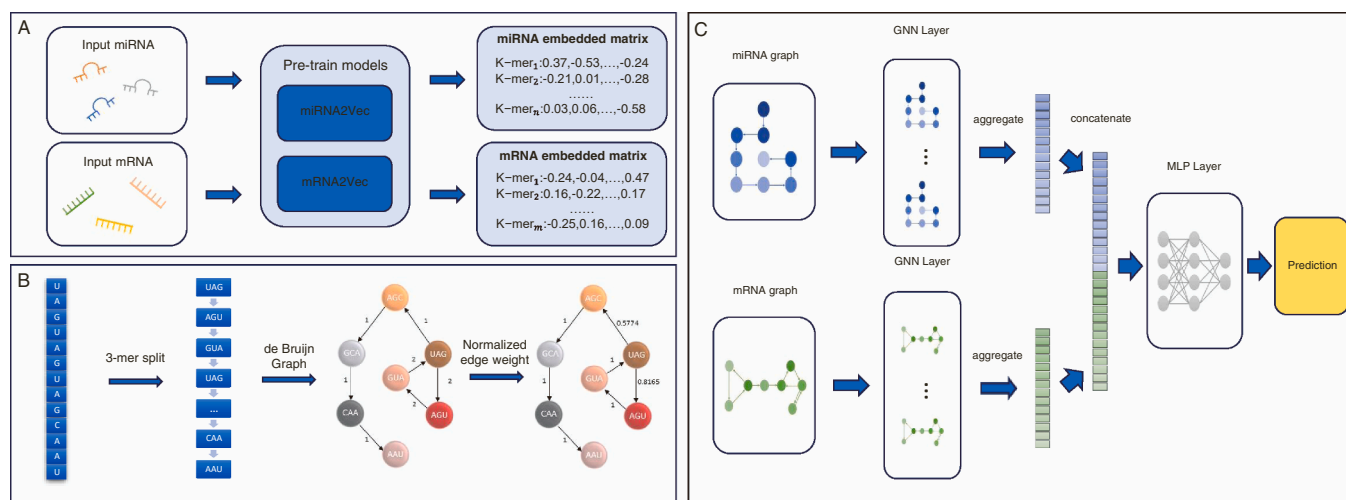 A
Input miRNA
Input mRNA
Pre-train models
miRNA2Vec
mRNA2Vec
miRNA embedded matrix
K-mer1:0.37,-0.53,…,-0.24
K-mer2:-0.21,0.01,…,-0.28
……
K-mern:0.03,0.06,…,-0.58
mRNA embedded matrix
K-mer1:-0.24,-0.04,…,0.47
K-mer2:0.16,-0.22,…,0.17
……
K-merm:-0.25,0.16,…,0.09
B
U
A
G
U
A
G
U
A
G
C
A
A
U
3-mer split
UAG
AGU
GUA
UAG
...
CAA
AAU
de Bruijn
Graph
AGC
1
1
GCA
UAG
2
GUA
1
2
2
CAA
AGU
1
AAU
Normalized
edge weight
AGC
1
0.5774
GCA
UAG
1
GUA
1
0.8165
1
CAA
AGU
1
AAU
C
miRNA graph
GNN Layer
aggregate
concatenate
MLP Layer
Prediction
mRNA graph
GNN Layer
aggregate